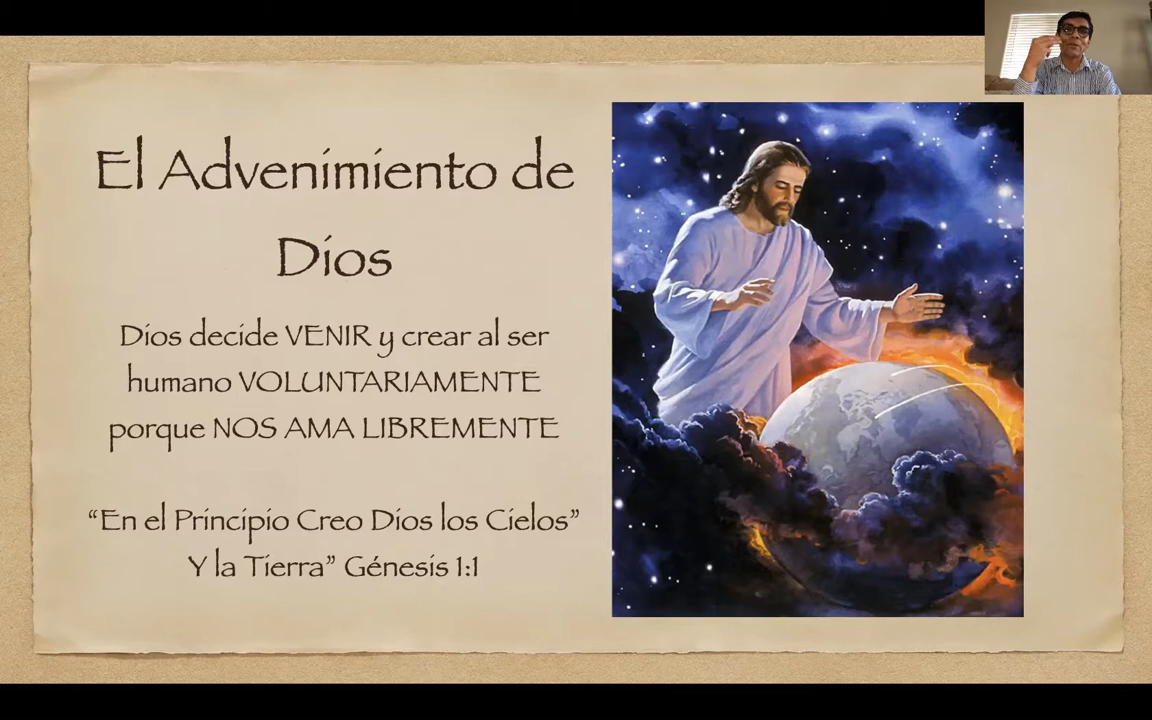 El Advenimiento de
Dios
Dios decide VENIR y crear al ser
humano VOLUNTARIAMENTE
porque NOS AMA LIBREMENTE
“En el Principio Creo Dios los Cielos”
Y la Tierra” Génesis 1:1